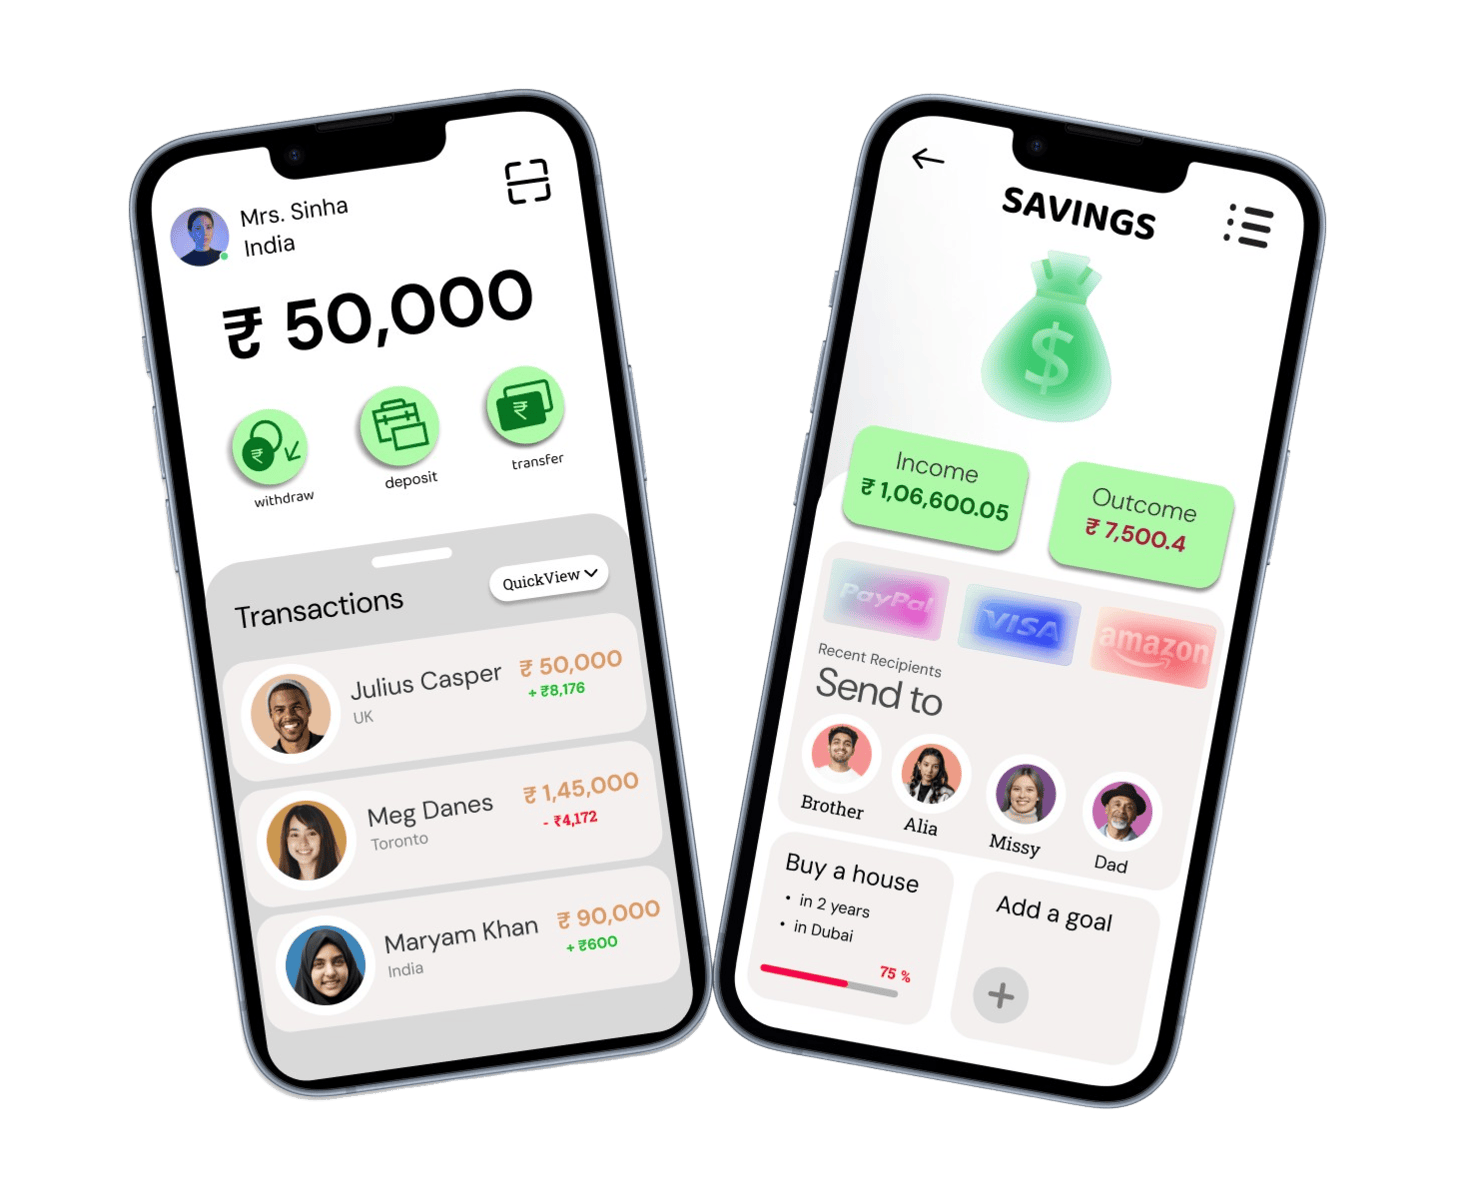 Mrs. Sinha
India
₹ 50,000
₹
₹
withdraw
deposit
transfer
Transactions
QuickView
Julius Casper
UK
₹ 50,000
+ ₹8,176
Meg Danes
Toronto
₹ 1,45,000
- ₹4,172
Maryam Khan
India
₹ 90,000
+ ₹600
SAVINGS
$
Income
₹ 1,06,600.05
Outcome
₹ 7,500.4
PayPal
VISA
amazon
Recent Recipients
Send to
Brother
Alia
Missy
Dad
Buy a house
• in 2 years
• in Dubai
75 %
Add a goal
+